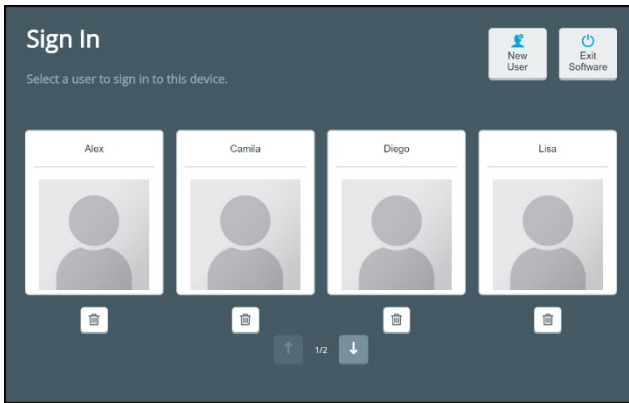 Sign In
Select a user to sign in to this device.
New
User
Exit
Software
Alex
Camila
Diego
Lisa
1/2